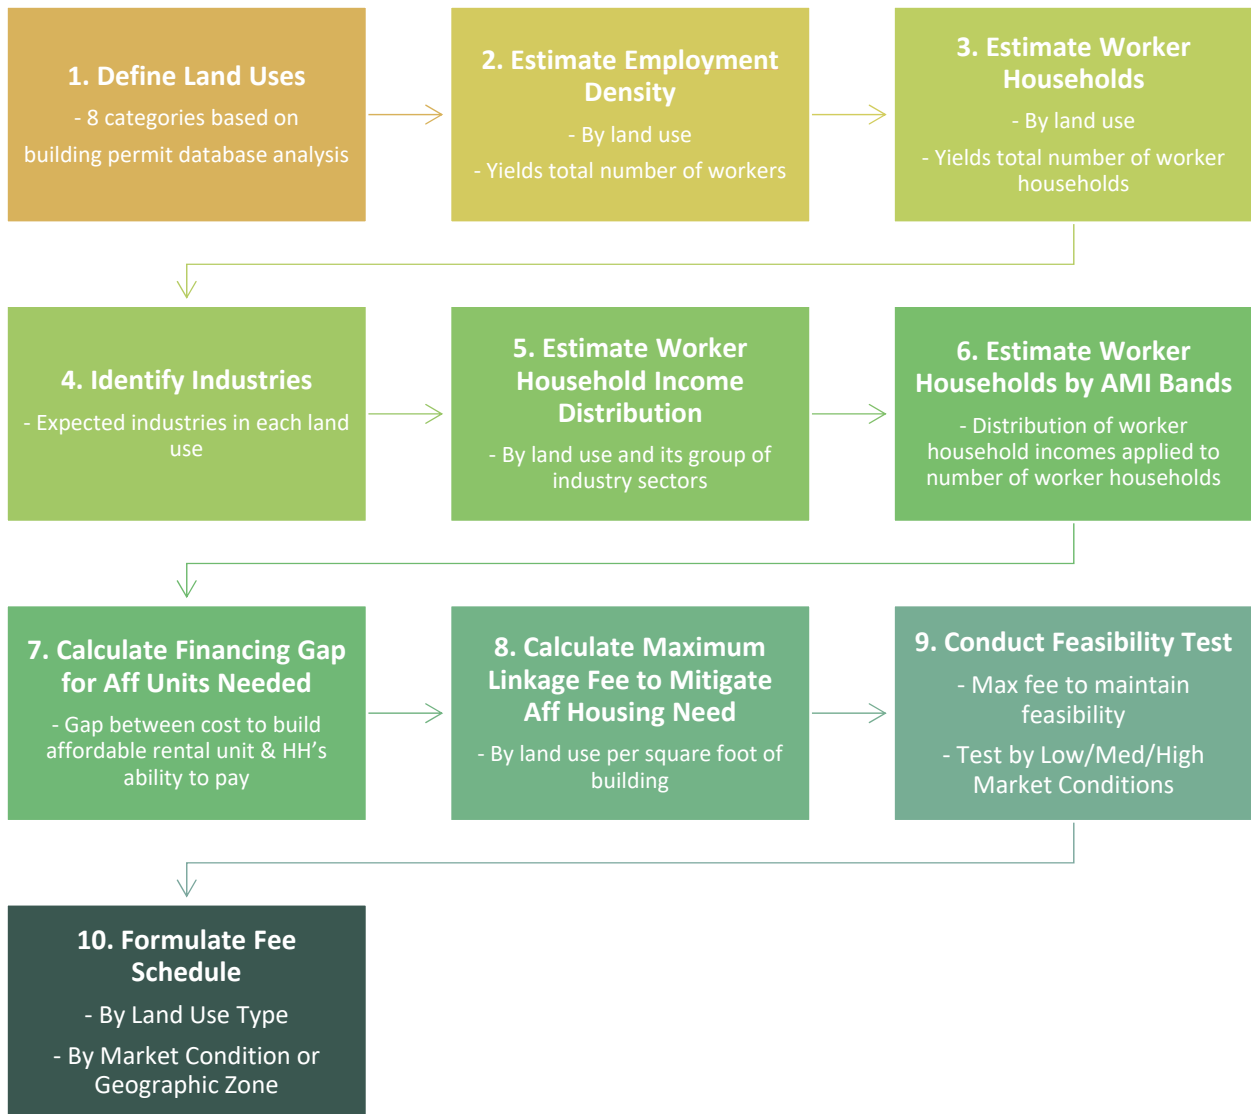 1. Define Land Uses
- 8 categories based on
building permit database analysis
2. Estimate Employment
Density
- By land use
- Yields total number of workers
3. Estimate Worker
Households
- By land use
- Yields total number of worker
households
4. Identify Industries
- Expected industries in each land
use
5. Estimate Worker
Household Income
Distribution
- By land use and its group of
industry sectors
6. Estimate Worker
Households by AMI Bands
- Distribution of worker
household incomes applied to
number of worker households
7. Calculate Financing Gap
for Aff Units Needed
- Gap between cost to build
affordable rental unit & HH’s
ability to pay
8. Calculate Maximum
Linkage Fee to Mitigate
Aff Housing Need
- By land use per square foot of
building
9. Conduct Feasibility Test
- Max fee to maintain
feasibility
- Test by Low/Med/High
Market Conditions
10. Formulate Fee
Schedule
- By Land Use Type
- By Market Condition or
Geographic Zone